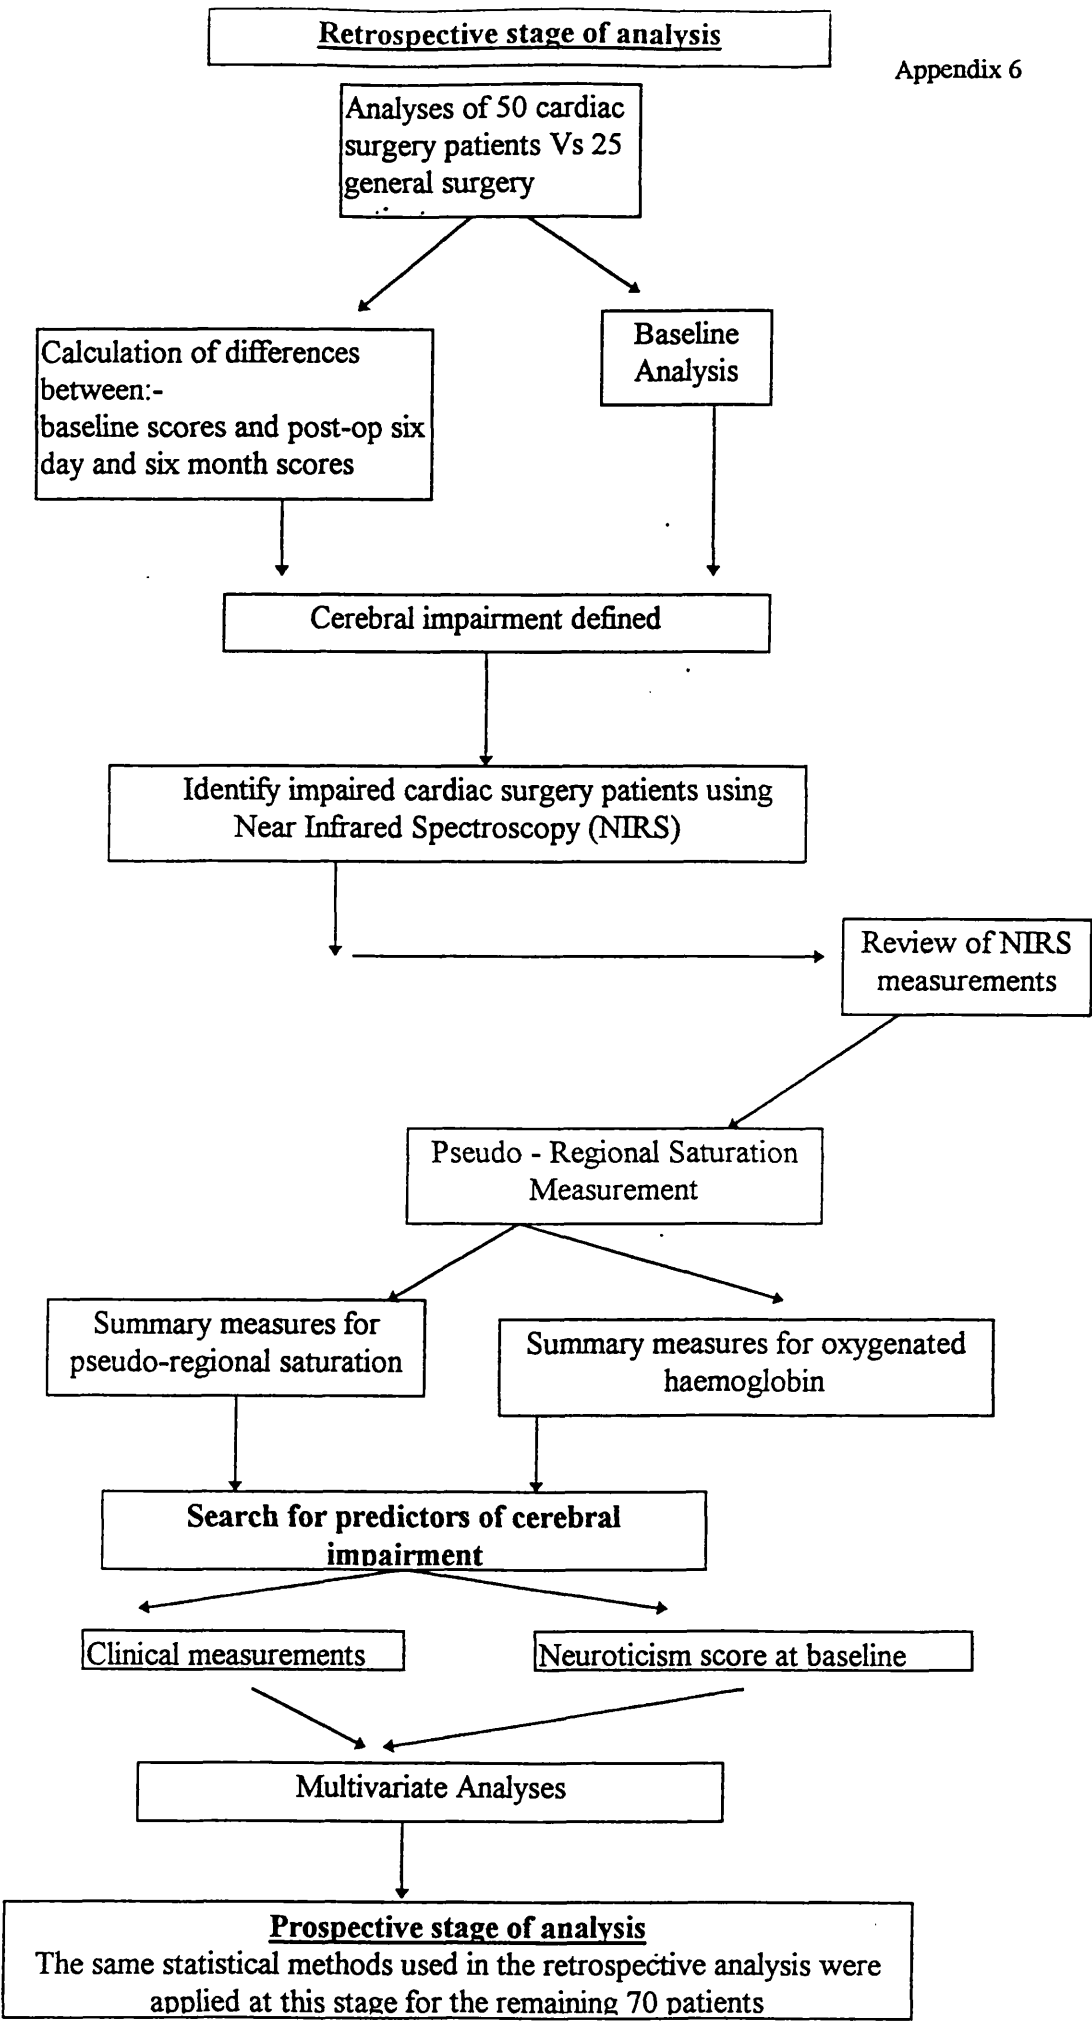 Retrospective stage of analysis
Appendix 6
Analyses of 50 cardiac
surgery patients Vs 25
general surgery
Calculation of differences
between:-
baseline scores and post-op six
day and six month scores
Baseline
Analysis
Cerebral impairment defined
Identify impaired cardiac surgery patients using
Near Infrared Spectroscopy (NIRS)
Review of NIRS
measurements
Pseudo - Regional Saturation
Measurement
Summary measures for
pseudo-regional saturation
Summary measures for oxygenated
haemoglobin
Search for predictors of cerebral
impairment
Clinical measurements
Neuroticism score at baseline
Multivariate Analyses
Prospective stage of analysis
The same statistical methods used in the retrospective analysis were
applied at this stage for the remaining 70 patients